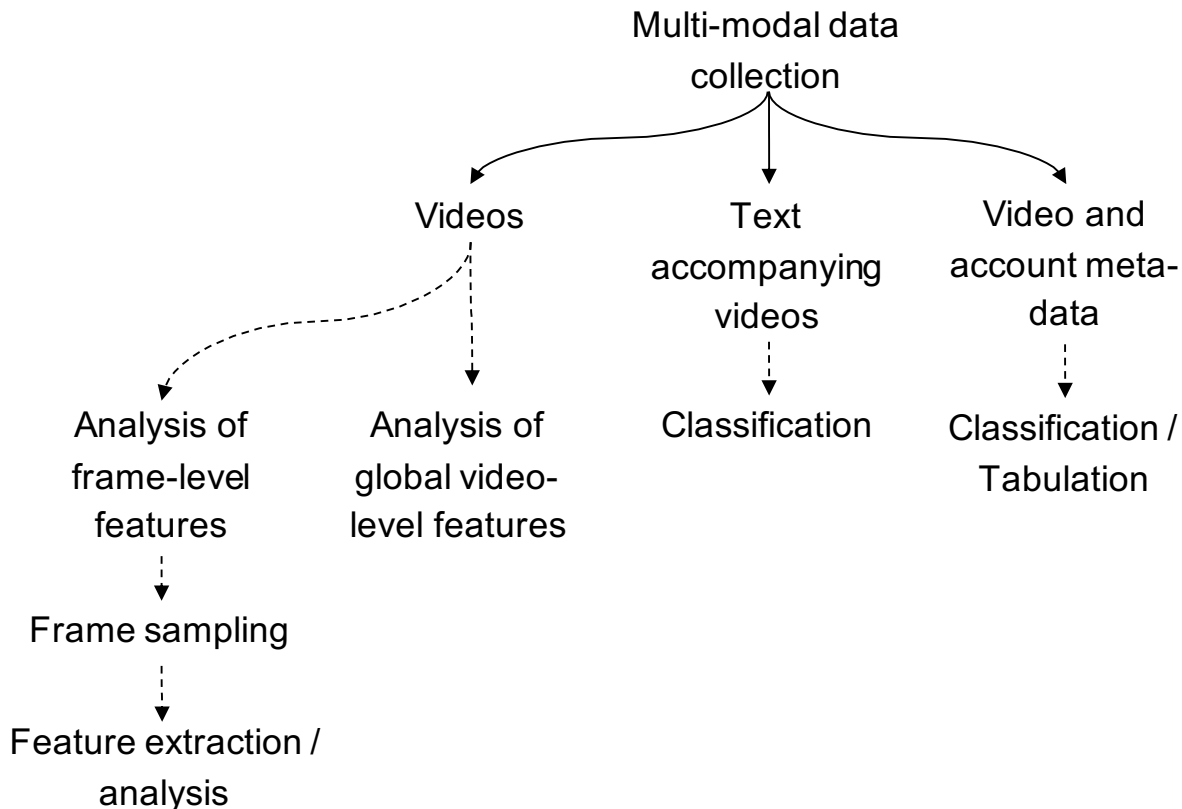 Multi-modal data
collection
Videos
Text
accompanying
videos
Video and
account meta-
data
Analysis of
frame-level
features
Analysis of
global video-
level features
Classification
Classification /
Tabulation
Frame sampling
Feature extraction /
analysis